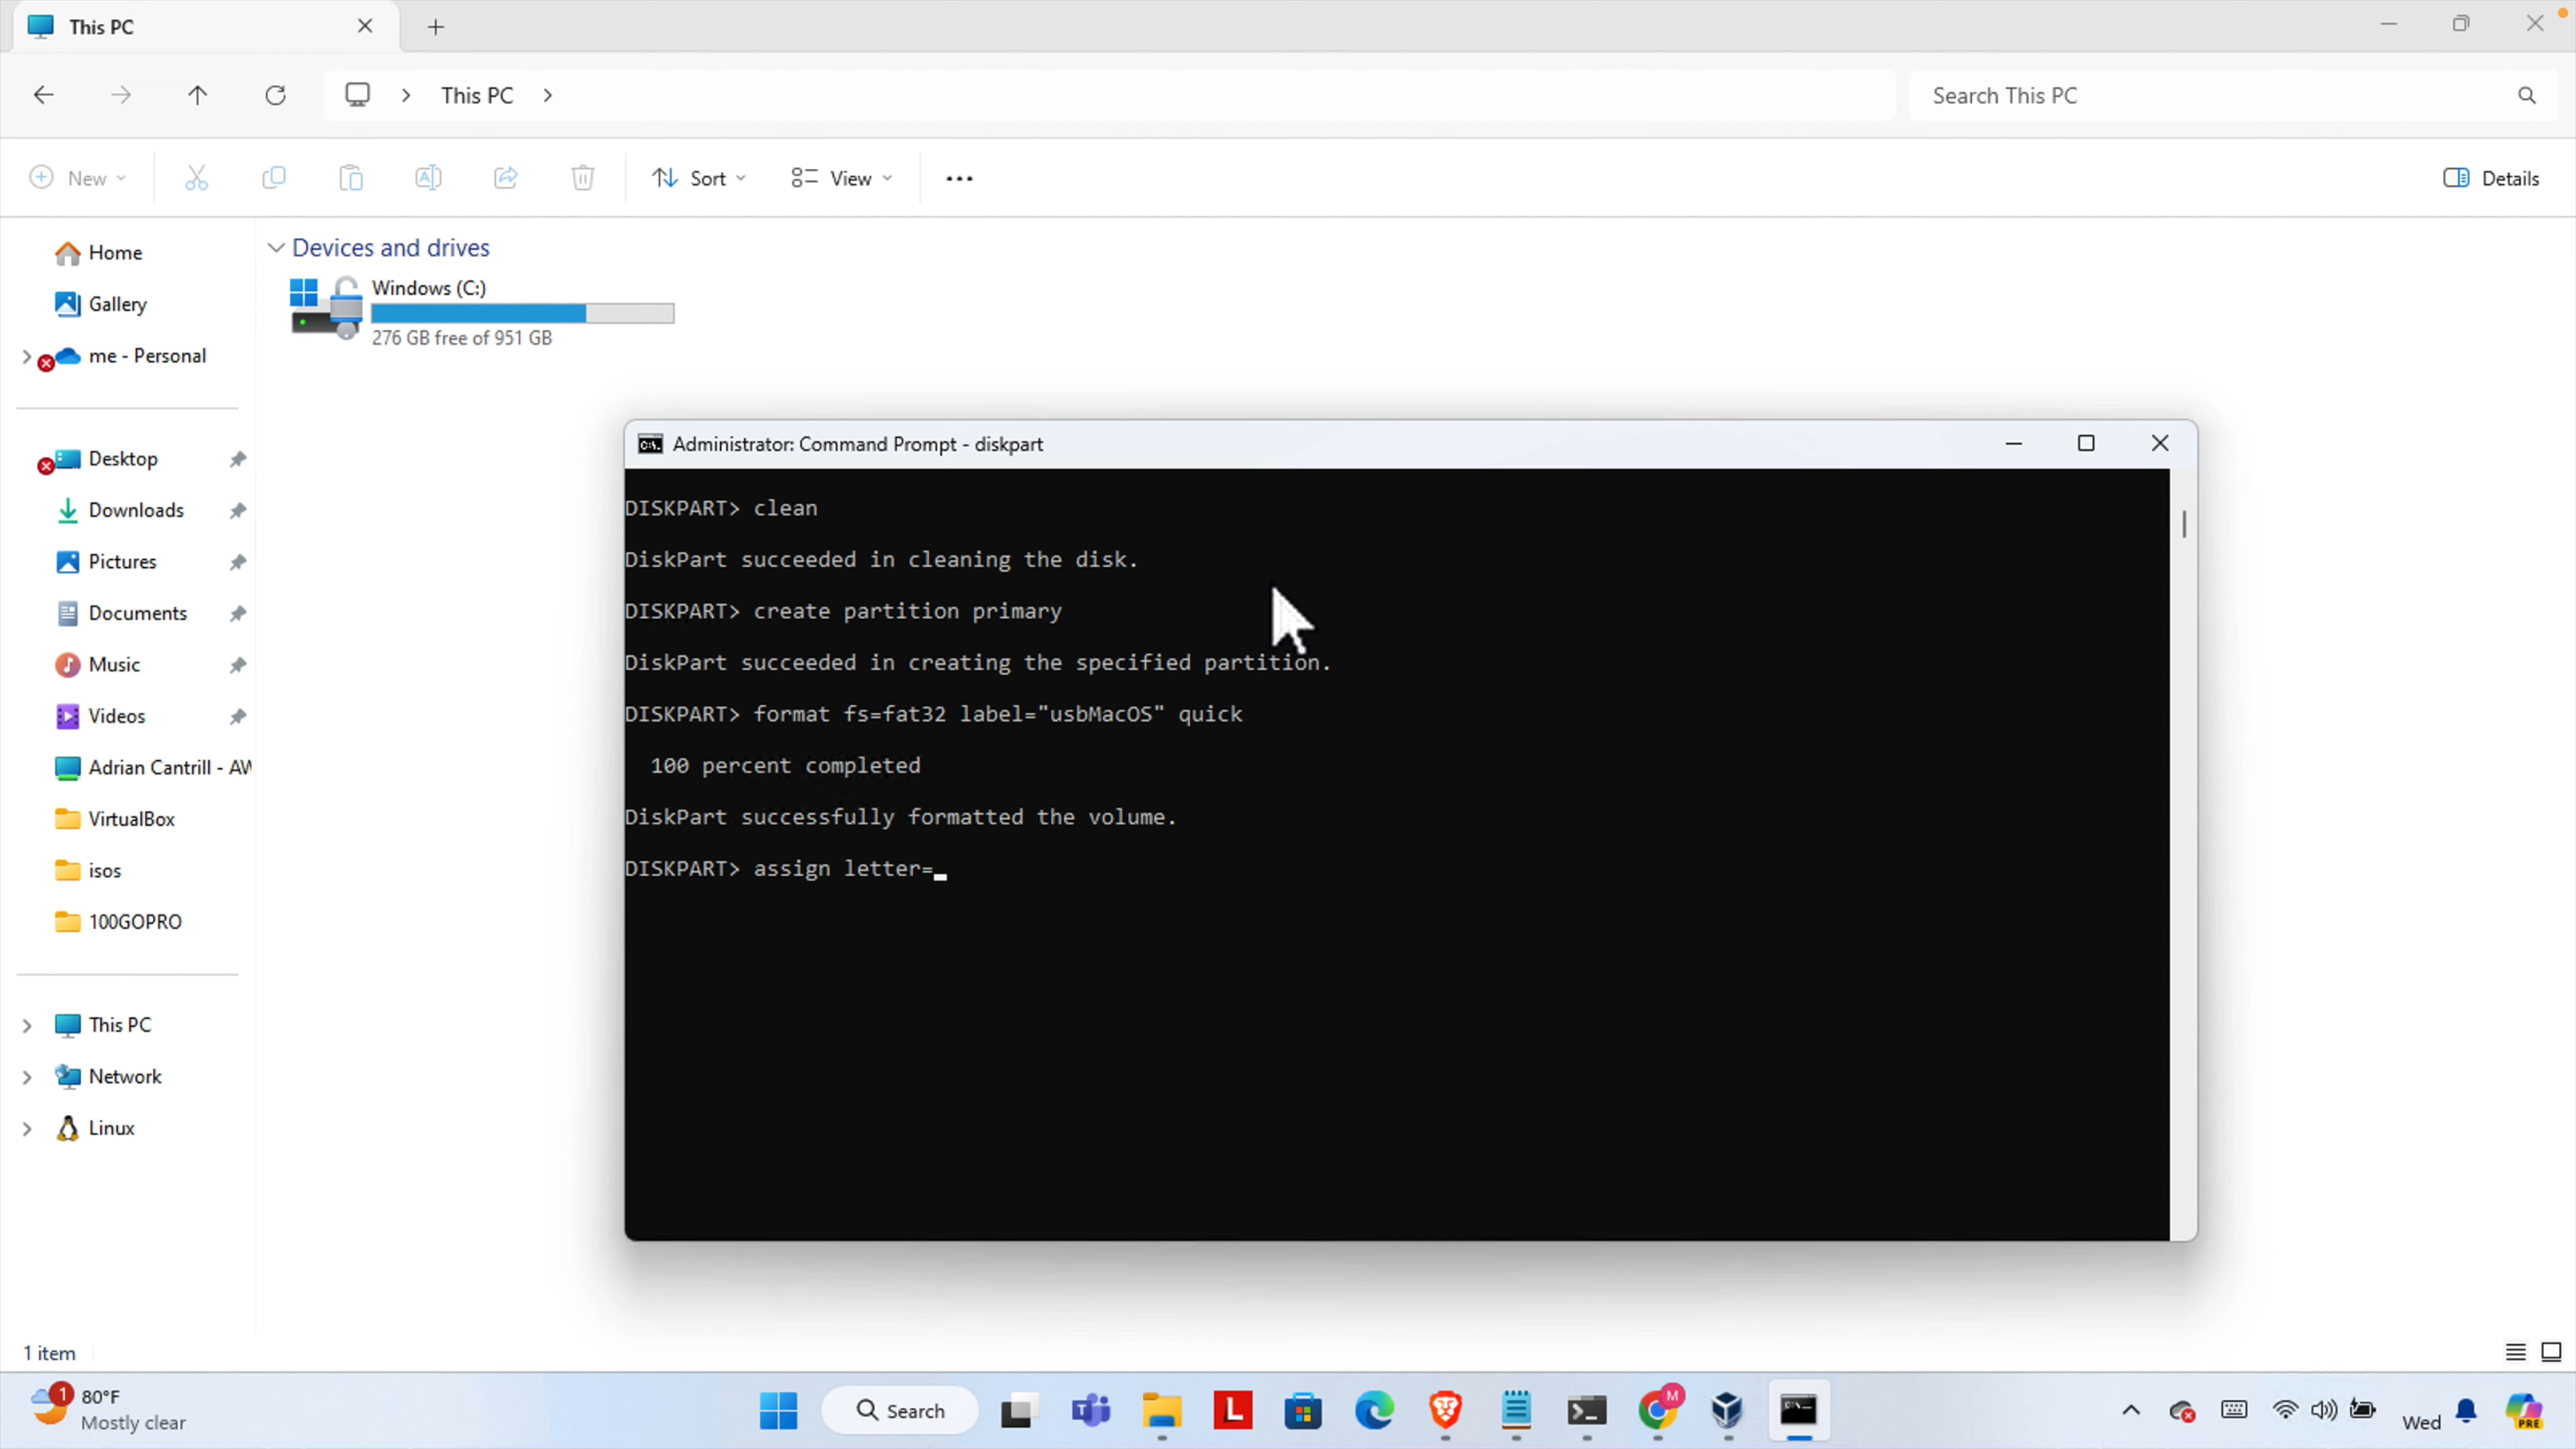 This PC
This PC
Search This PC
New
Sort
View
Details
Home
Gallery
me - Personal
Desktop
Downloads
Pictures
Documents
Music
Videos
Adrian Cantrill - AW
VirtualBox
isos
100GOPRO
This PC
Network
Linux
Devices and drives
Windows (C:)
276 GB free of 951 GB
Administrator: Command Prompt - diskpart
DISKPART> clean
DiskPart succeeded in cleaning the disk.
DISKPART> create partition primary
DiskPart succeeded in creating the specified partition.
DISKPART> format fs=fat32 label="usbMacOS" quick
100 percent completed
DiskPart successfully formatted the volume.
DISKPART> assign letter=
1 item
1
80°F
Mostly clear
Search
L
M
Wed
PRE